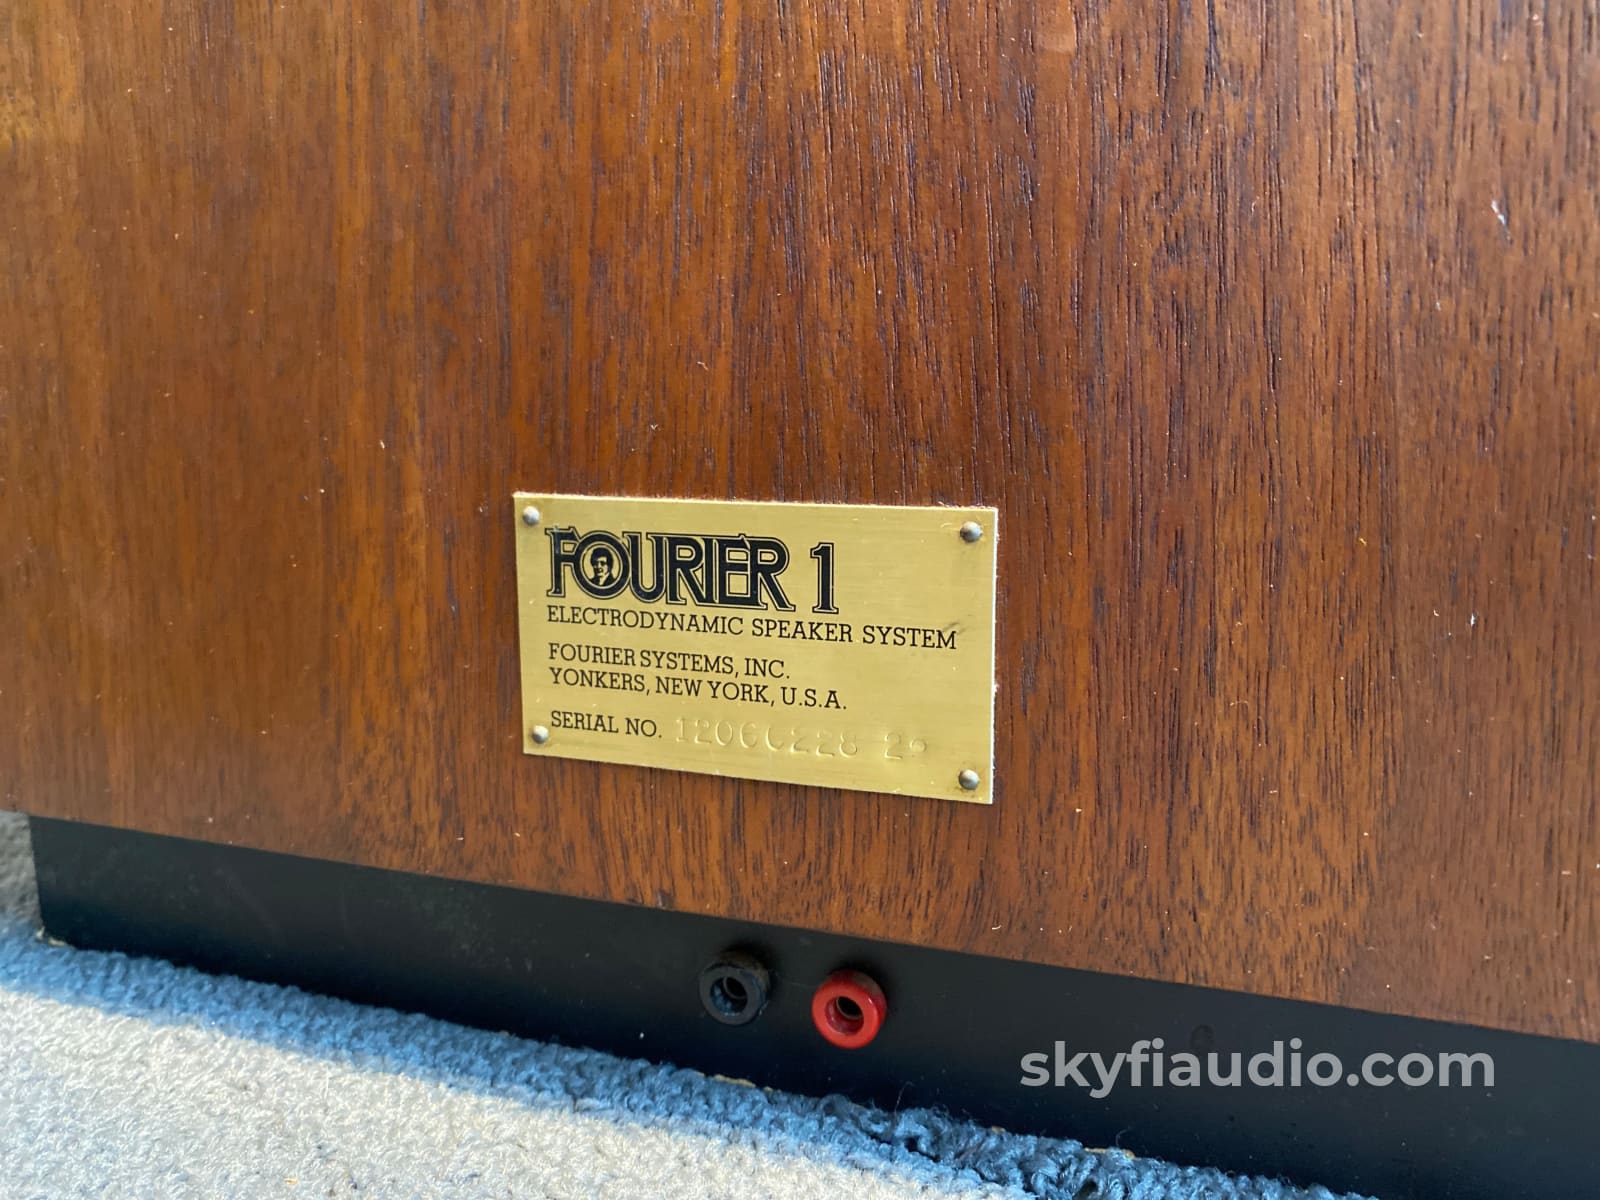 FOURIER 1
ELECTRODYNAMIC SPEAKER SYSTEM
FOURIER SYSTEMS, INC.
YONKERS, NEW YORK, U.S.A.
SERIAL NO.
skyfiaudio.com